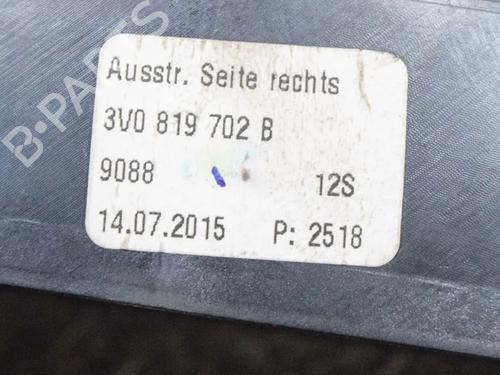 Ausstr. Seite rechts
3V0 819 702 B
9088 12S
14.07.2015 P: 2518
B-PARTS